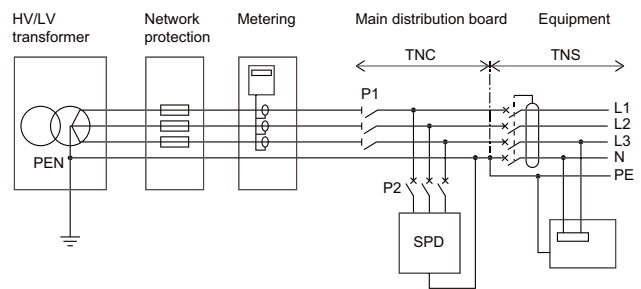 HV/LV
transformer
Network
protection
Metering
Main distribution board
Equipment
TNC
TNS
P1
L1
L2
L3
N
PE
PEN
P2
SPD